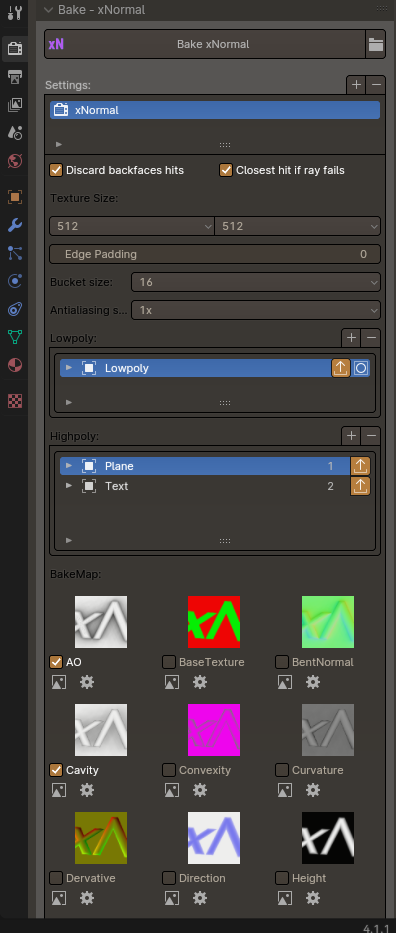 Bake - xNormal
xN Bake xNormal
Settings:
xNormal
Discard backfaces hits Closest hit if ray fails
Texture Size:
512 512
Edge Padding 0
Bucket size: 16
Antialiasing s... 1x
Lowpoly:
Lowpoly
Highpoly:
Plane 1
Text 2
BakeMap:
AO BaseTexture BentNormal
Cavity Convexity Curvature
Dervative Direction Height
4.1.1